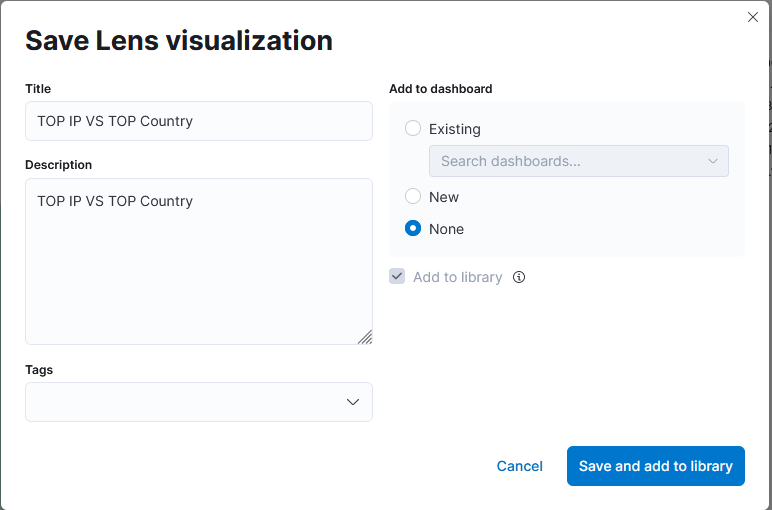 Save Lens visualization
Title
TOP IP VS TOP Country
Description
TOP IP VS TOP Country
Tags
Add to dashboard
Existing
Search dashboards...
New
None
Add to library
Cancel
Save and add to library